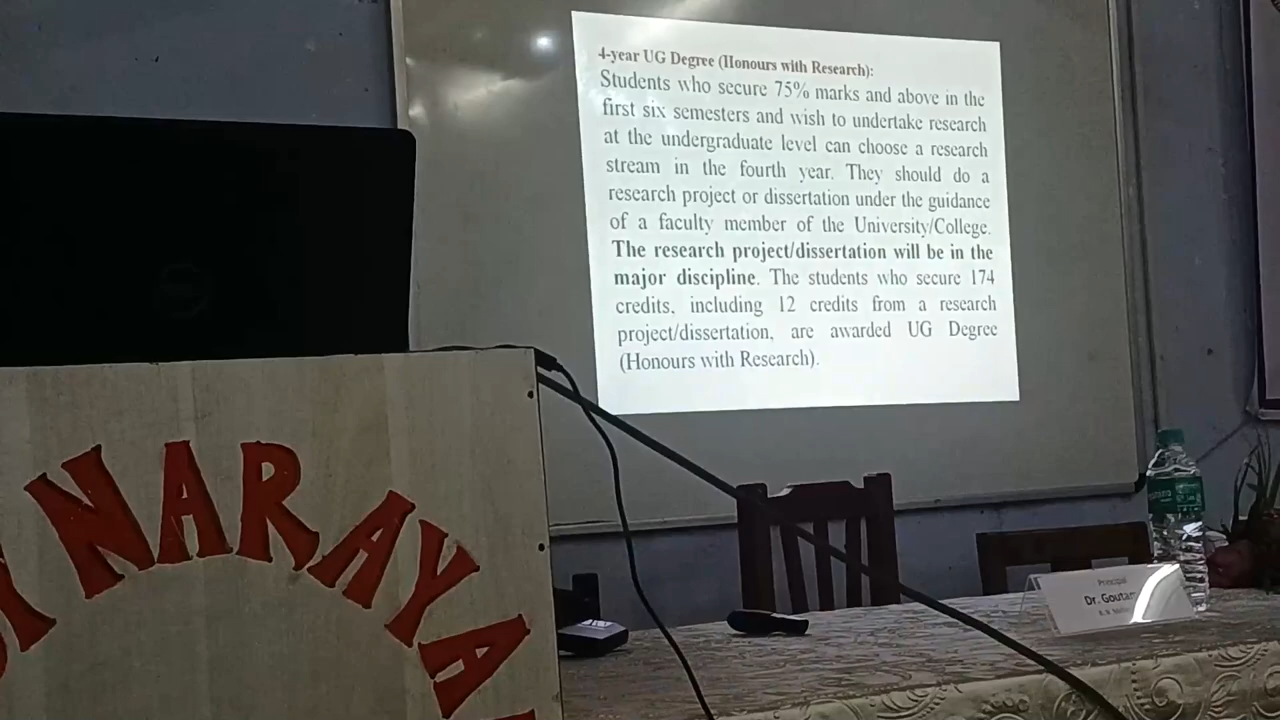 4-year UG Degree (Honours with Research):
Students who secure 75% marks and above in the
first six semesters and wish to undertake research
at the undergraduate level can choose a research
stream in the fourth year. They should do a
research project or dissertation under the guidance
of a faculty member of the University/College.
The research project/dissertation will be in the
major discipline. The students who secure 174
credits, including 12 credits from a research
project/dissertation, are awarded UG Degree
(Honours with Research).
NARAYA
Principal
Dr. Goutam